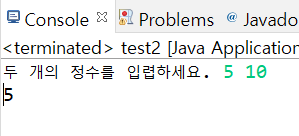 Console Problems @ Javado
<terminated> test2 [Java Application
두 개의 정수를 입력하세요. 5 10
5